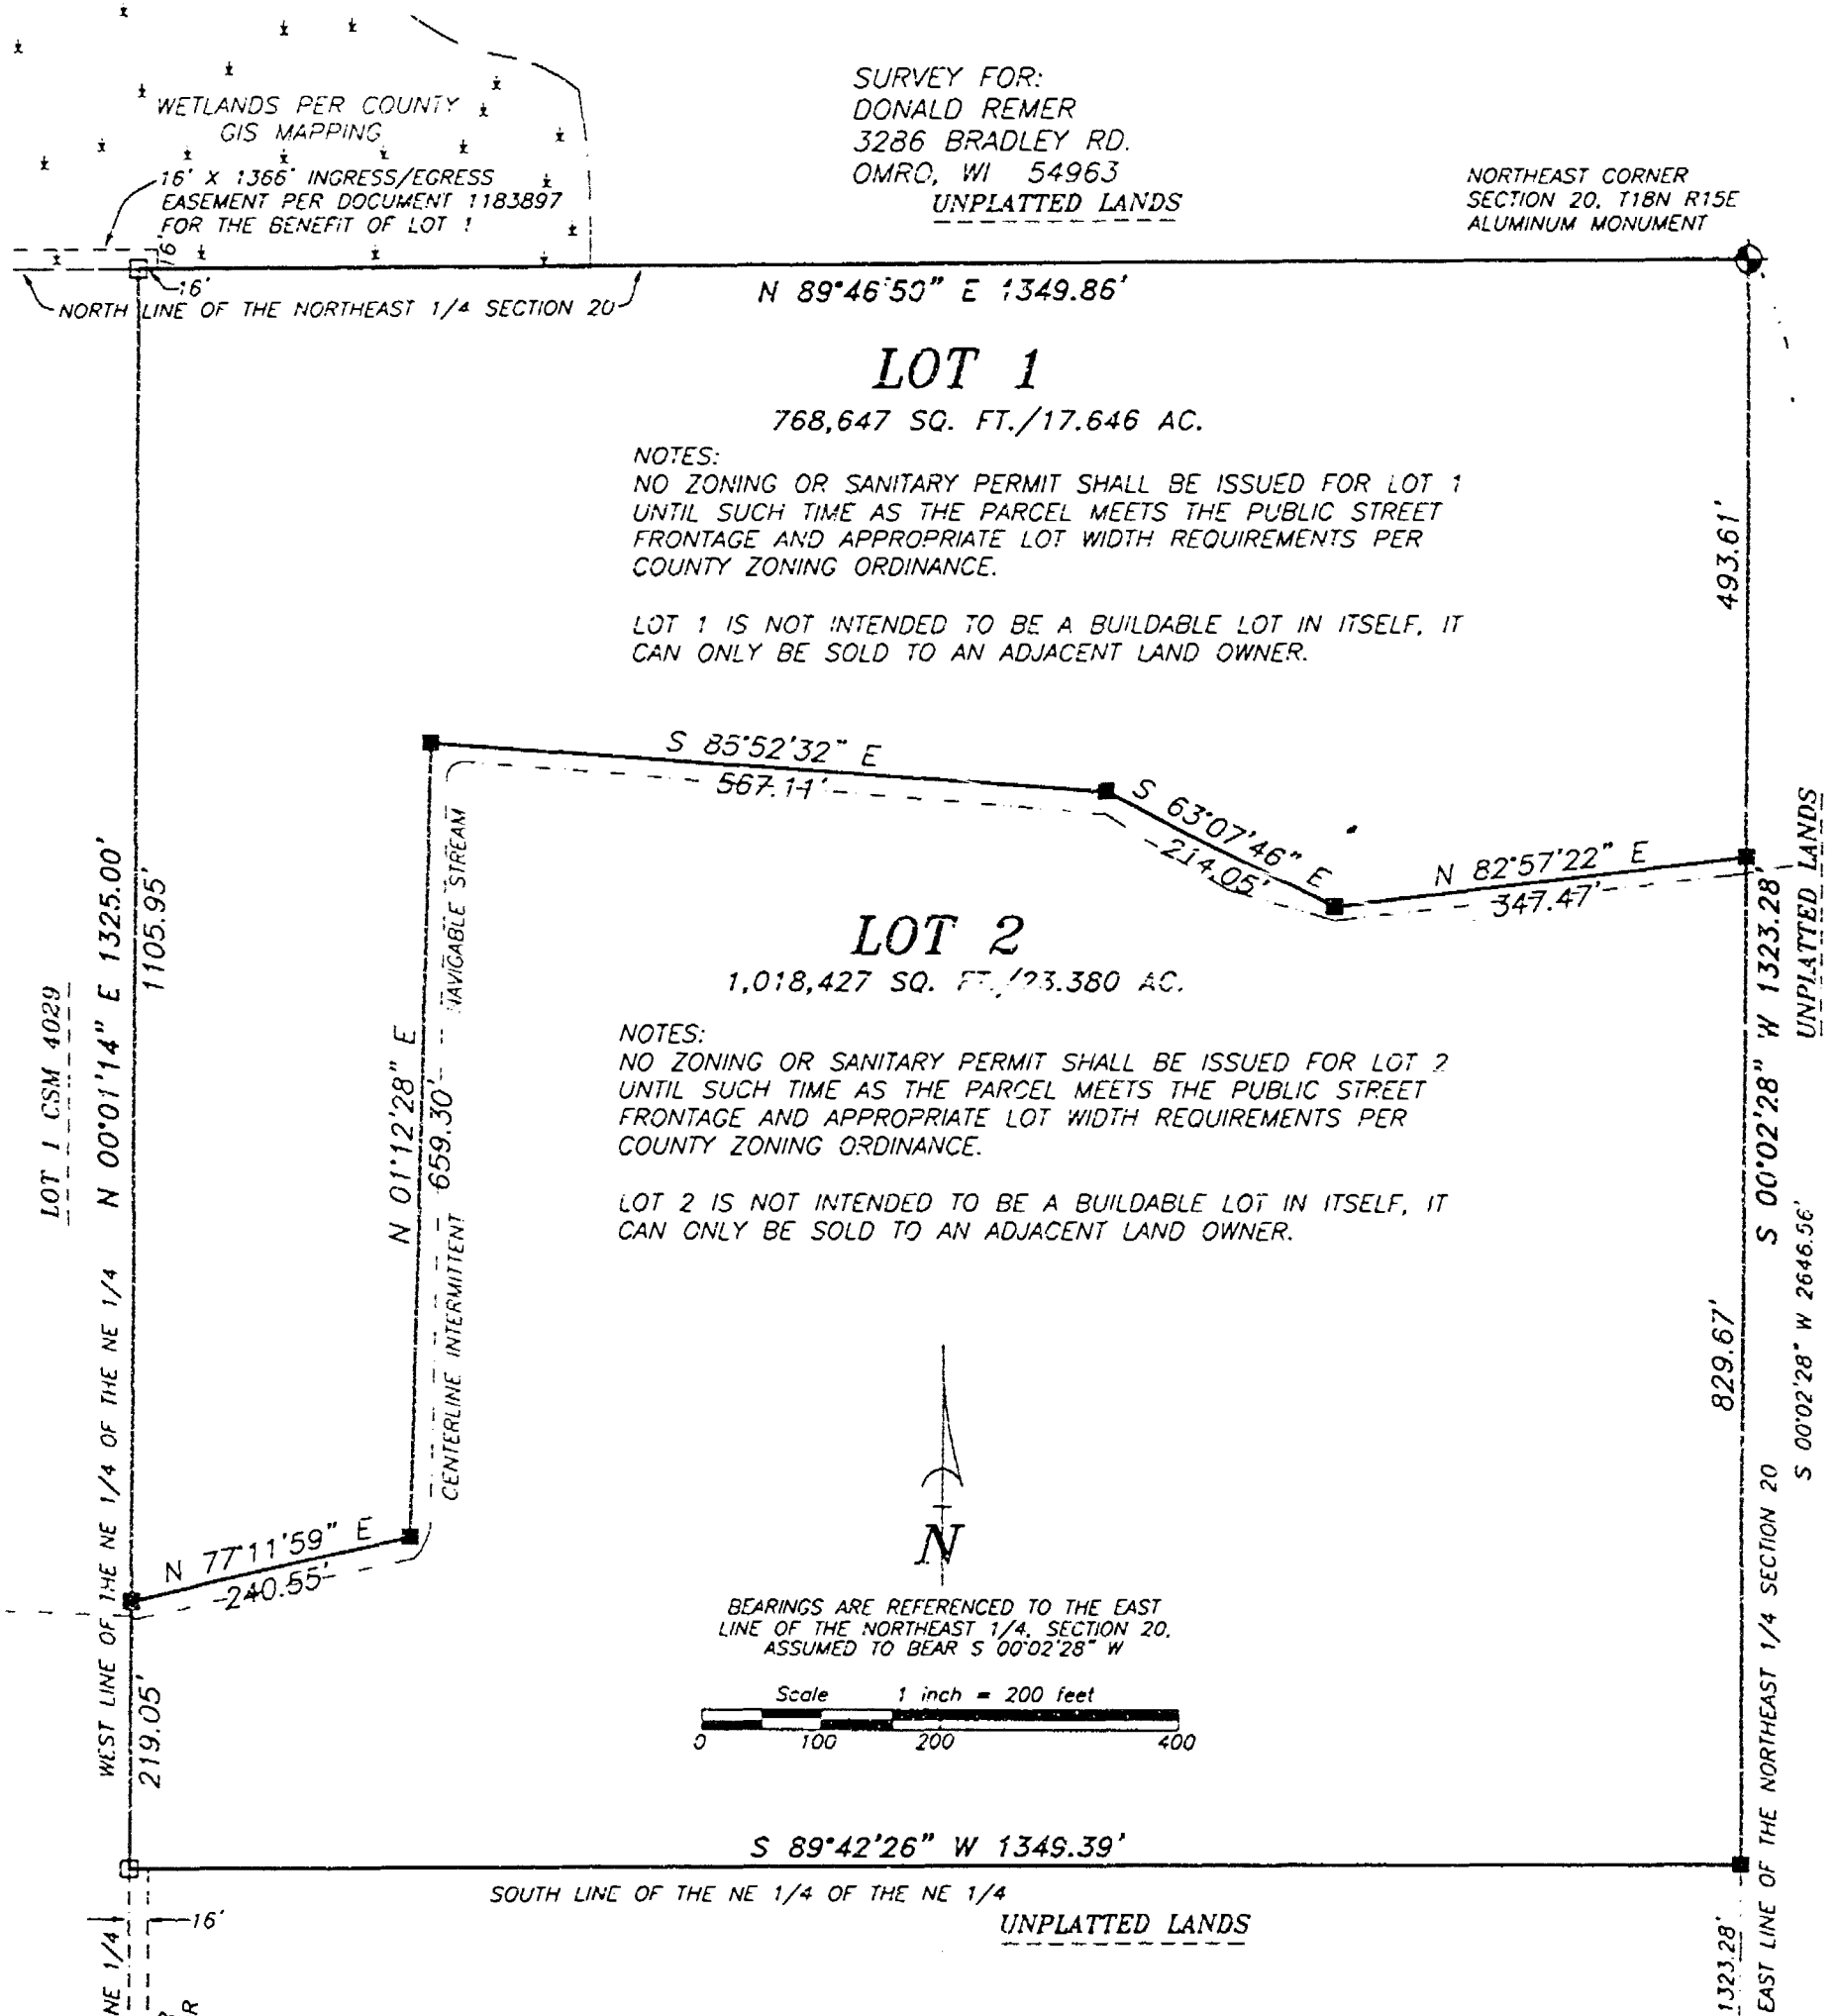 WETLANDS PER COUNTY
GIS MAPPING
16' X 1366' INGRESS/EGRESS
EASEMENT PER DOCUMENT 1183897
FOR THE BENEFIT OF LOT 1
16'
16'
NORTH LINE OF THE NORTHEAST 1/4 SECTION 20
SURVEY FOR:
DONALD REMER
3286 BRADLEY RD.
OMRO, WI 54963
UNPLATTED LANDS
NORTHEAST CORNER
SECTION 20, T18N R15E
ALUMINUM MONUMENT
N 89°46'50" E 1349.86'
LOT 1
768,647 SQ. FT./17.646 AC.
NOTES:
NO ZONING OR SANITARY PERMIT SHALL BE ISSUED FOR LOT 1
UNTIL SUCH TIME AS THE PARCEL MEETS THE PUBLIC STREET
FRONTAGE AND APPROPRIATE LOT WIDTH REQUIREMENTS PER
COUNTY ZONING ORDINANCE.
LOT 1 IS NOT INTENDED TO BE A BUILDABLE LOT IN ITSELF, IT
CAN ONLY BE SOLD TO AN ADJACENT LAND OWNER.
493.61'
S 85°52'32" E
567.11'
S 63°07'46" E
214.05'
N 82°57'22" E
347.47'
UNPLATTED LANDS
S 00°02'28" W 1323.28'
S 00°02'28" W 2646.56'
829.67'
EAST LINE OF THE NORTHEAST 1/4 SECTION 20
1323.28'
LOT 1 CSM 4029
N 00°01'14" E 1325.00'
1105.95'
WEST LINE OF THE NE 1/4 OF THE NE 1/4
219.05'
N 01°12'28" E
659.30'
CENTERLINE INTERMITTENT NAVIGABLE STREAM
N 77°11'59" E
240.55'
LOT 2
1,018,427 SQ. FT./23.380 AC.
NOTES:
NO ZONING OR SANITARY PERMIT SHALL BE ISSUED FOR LOT 2
UNTIL SUCH TIME AS THE PARCEL MEETS THE PUBLIC STREET
FRONTAGE AND APPROPRIATE LOT WIDTH REQUIREMENTS PER
COUNTY ZONING ORDINANCE.
LOT 2 IS NOT INTENDED TO BE A BUILDABLE LOT IN ITSELF, IT
CAN ONLY BE SOLD TO AN ADJACENT LAND OWNER.
N
BEARINGS ARE REFERENCED TO THE EAST
LINE OF THE NORTHEAST 1/4, SECTION 20,
ASSUMED TO BEAR S 00°02'28" W
Scale 1 inch = 200 feet
0 100 200 400
S 89°42'26" W 1349.39'
SOUTH LINE OF THE NE 1/4 OF THE NE 1/4
UNPLATTED LANDS
16'
NE 1/4